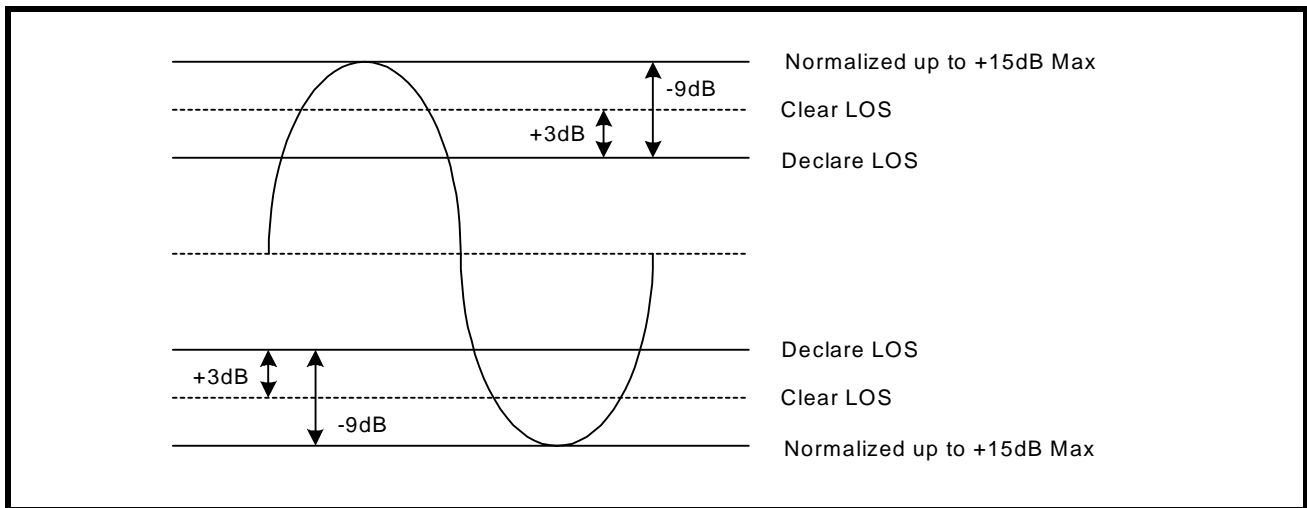 Normalized up to +15dB Max
-9dB
Clear LOS
+3dB
Declare LOS
Declare LOS
+3dB
Clear LOS
-9dB
Normalized up to +15dB Max